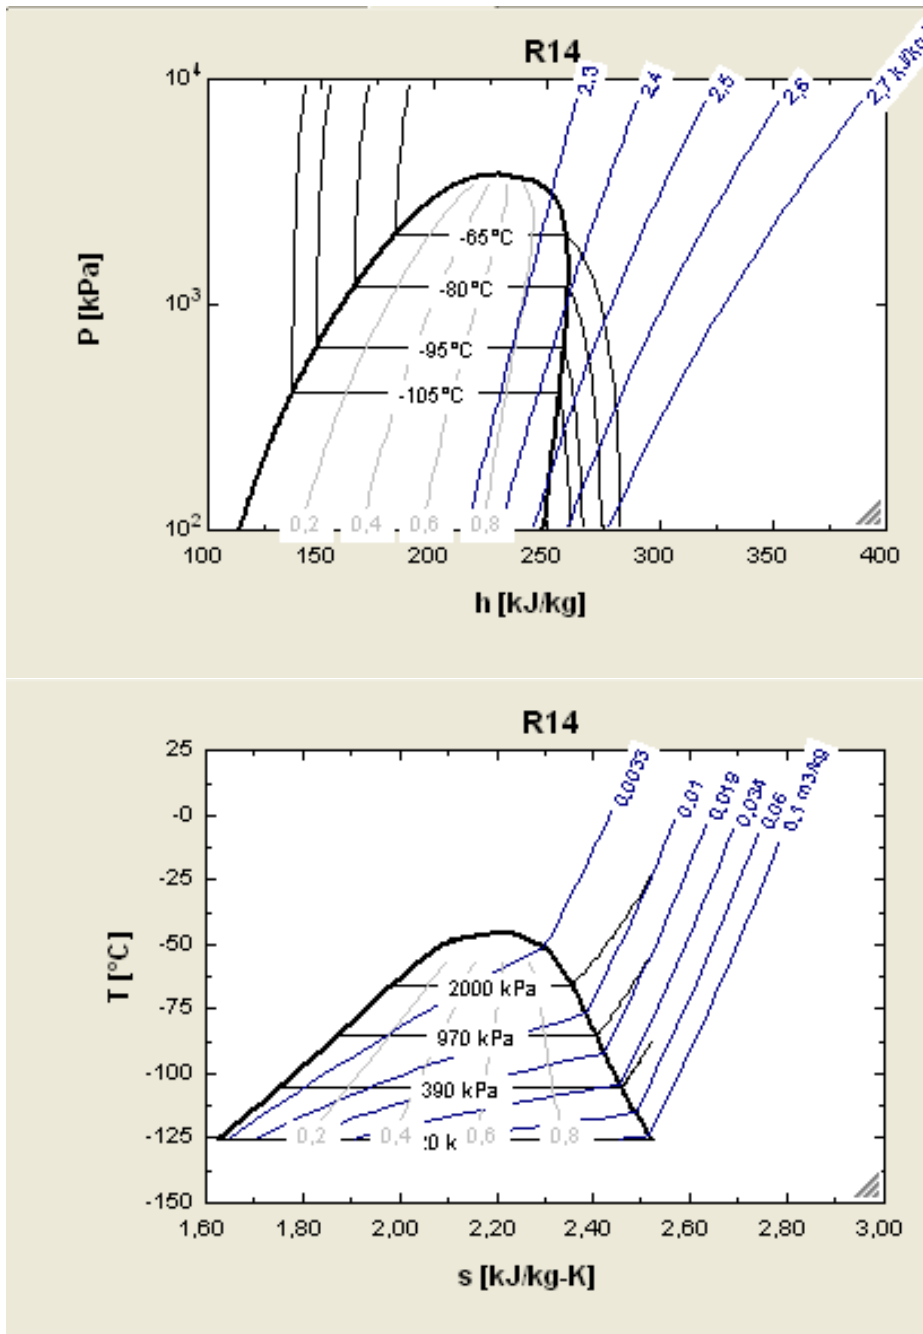 R14
10⁴
2,3
2,4
2,5
2,6
2,7 kJ/kg
P [kPa]
-65°C
-80°C
10³
-95°C
-105°C
10²
0,2 0,4 0,6 0,8
100 150 200 250 300 350 400
h [kJ/kg]
R14
25
0,0033
0,01
0,019
0,034
0,06
0,1 m3/kg
-0
-25
T [°C]
-50
2000 kPa
-75
970 kPa
-100
390 kPa
-125
0,2 0,4 0,6 0,8
-150
1,60 1,80 2,00 2,20 2,40 2,60 2,80 3,00
s [kJ/kg-K]